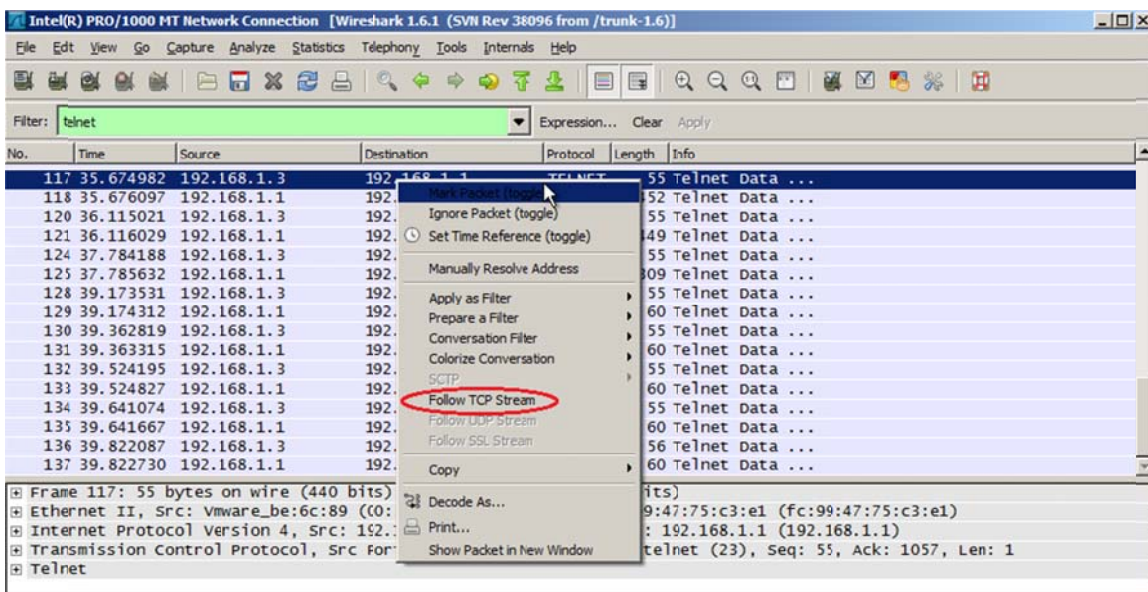 Intel(R) PRO/1000 MT Network Connection [Wireshark 1.6.1 (SVN Rev 38096 from /trunk-1.6)]
File Edt View Go Capture Analyze Statistics Telephony Tools Internals Help
Filter: telnet Expression... Clear Apply
No. Time Source Destination Protocol Length Info
117 35.674982 192.168.1.3 192.168.1.1 TELNET 55 Telnet Data ...
118 35.676097 192.168.1.1 192. 452 Telnet Data ...
120 36.115021 192.168.1.3 192. 55 Telnet Data ...
121 36.116029 192.168.1.1 192. 449 Telnet Data ...
124 37.784188 192.168.1.3 192. 55 Telnet Data ...
125 37.785632 192.168.1.1 192. 309 Telnet Data ...
128 39.173531 192.168.1.3 192. 55 Telnet Data ...
129 39.174312 192.168.1.1 192. 60 Telnet Data ...
130 39.362819 192.168.1.3 192. 55 Telnet Data ...
131 39.363315 192.168.1.1 192. 60 Telnet Data ...
132 39.524195 192.168.1.3 192. 55 Telnet Data ...
133 39.524827 192.168.1.1 192. 60 Telnet Data ...
134 39.641074 192.168.1.3 192. 55 Telnet Data ...
135 39.641667 192.168.1.1 192. 60 Telnet Data ...
136 39.822087 192.168.1.3 192. 56 Telnet Data ...
137 39.822730 192.168.1.1 192. 60 Telnet Data ...
Mark Packet (toggle)
Ignore Packet (toggle)
Set Time Reference (toggle)
Manually Resolve Address
Apply as Filter
Prepare a Filter
Conversation Filter
Colorize Conversation
SCTP
Follow TCP Stream
Follow UDP Stream
Follow SSL Stream
Copy
Decode As...
Print...
Show Packet in New Window
Frame 117: 55 bytes on wire (440 bits) its)
Ethernet II, Src: Vmware_be:6c:89 (00: 9:47:75:c3:e1 (fc:99:47:75:c3:e1)
Internet Protocol Version 4, Src: 192.1 : 192.168.1.1 (192.168.1.1)
Transmission Control Protocol, Src Por telnet (23), Seq: 55, Ack: 1057, Len: 1
Telnet